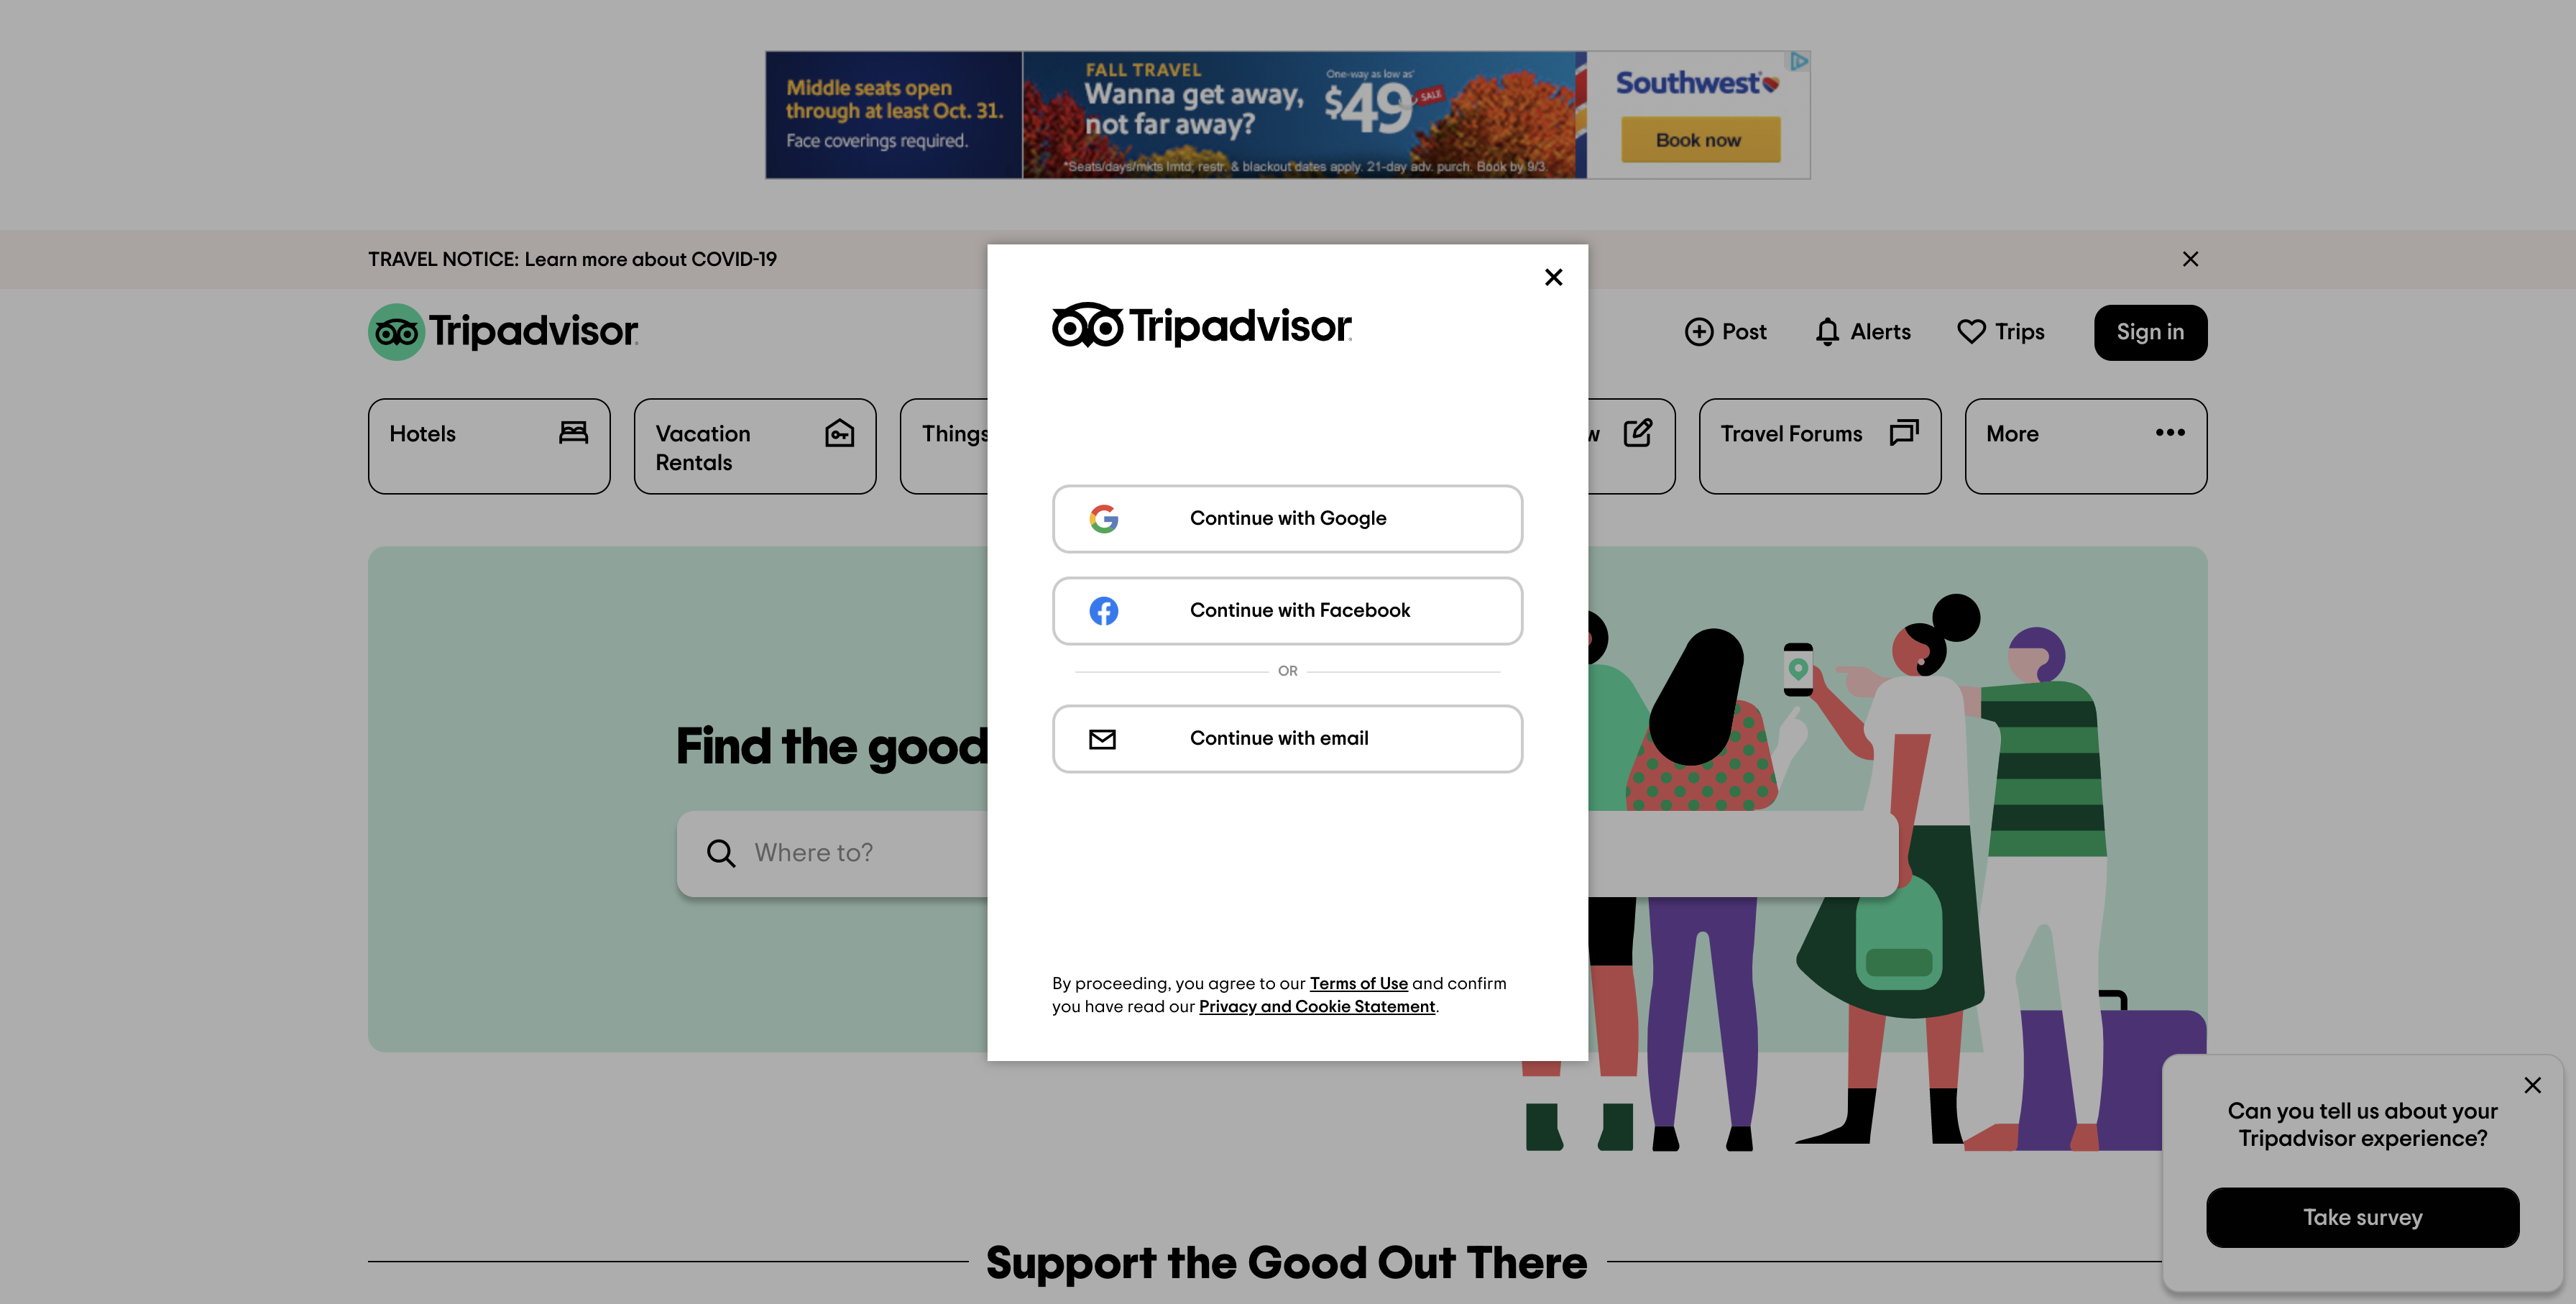 Middle seats open
through at least Oct. 31.
Face coverings required.
FALL TRAVEL
Wanna get away,
not far away?
One-way as low as*
$49
SALE
*Seats/days/mkts lmtd, restr. & blackout dates apply. 21-day adv. purch. Book by 9/3.
Southwest
Book now
TRAVEL NOTICE: Learn more about COVID-19
Tripadvisor
Post
Alerts
Trips
Sign in
Hotels
Vacation
Rentals
Things
w
Travel Forums
More
Tripadvisor
Continue with Google
Continue with Facebook
OR
Continue with email
By proceeding, you agree to our Terms of Use and confirm
you have read our Privacy and Cookie Statement.
Find the good
Where to?
Can you tell us about your
Tripadvisor experience?
Take survey
Support the Good Out There